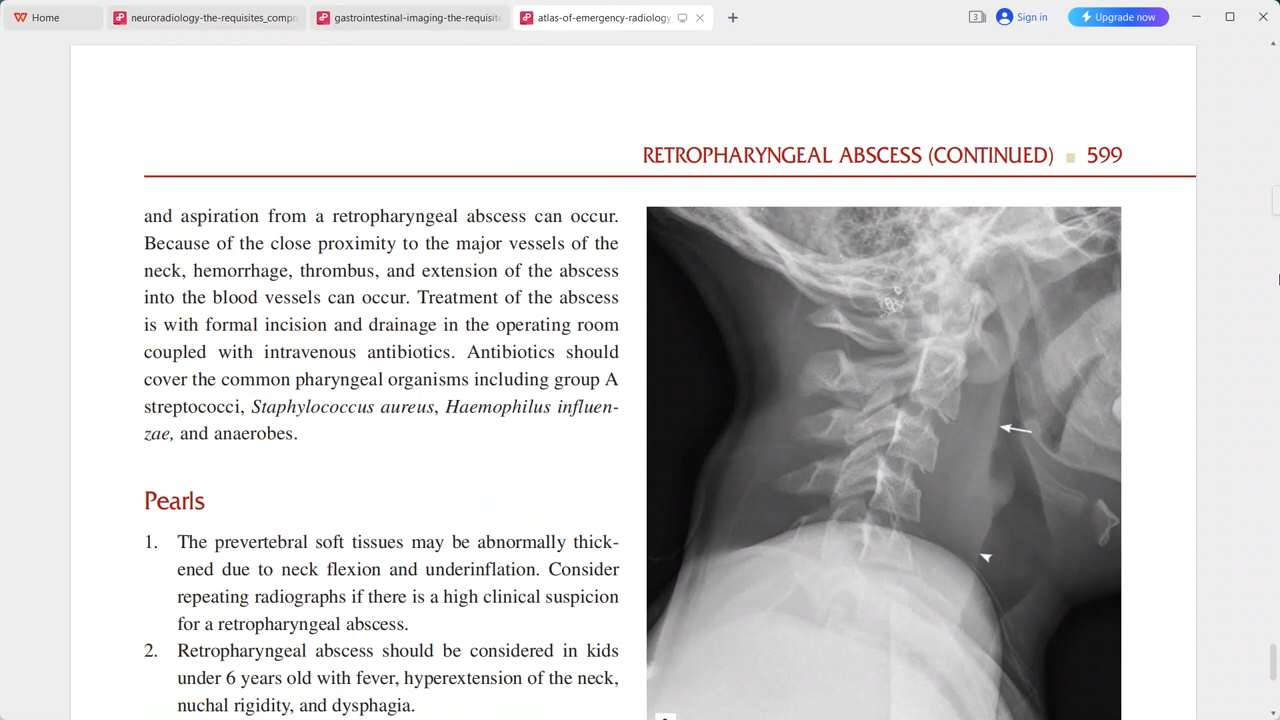 Home
neuroradiology-the-requisites_compr
gastrointestinal-imaging-the-requisite
atlas-of-emergency-radiology
3
Sign in
Upgrade now
RETROPHARYNGEAL ABSCESS (CONTINUED) ■ 599
and aspiration from a retropharyngeal abscess can occur.
Because of the close proximity to the major vessels of the
neck, hemorrhage, thrombus, and extension of the abscess
into the blood vessels can occur. Treatment of the abscess
is with formal incision and drainage in the operating room
coupled with intravenous antibiotics. Antibiotics should
cover the common pharyngeal organisms including group A
streptococci, Staphylococcus aureus, Haemophilus influen-
zae, and anaerobes.
Pearls
1. The prevertebral soft tissues may be abnormally thick-
ened due to neck flexion and underinflation. Consider
repeating radiographs if there is a high clinical suspicion
for a retropharyngeal abscess.
2. Retropharyngeal abscess should be considered in kids
under 6 years old with fever, hyperextension of the neck,
nuchal rigidity, and dysphagia.